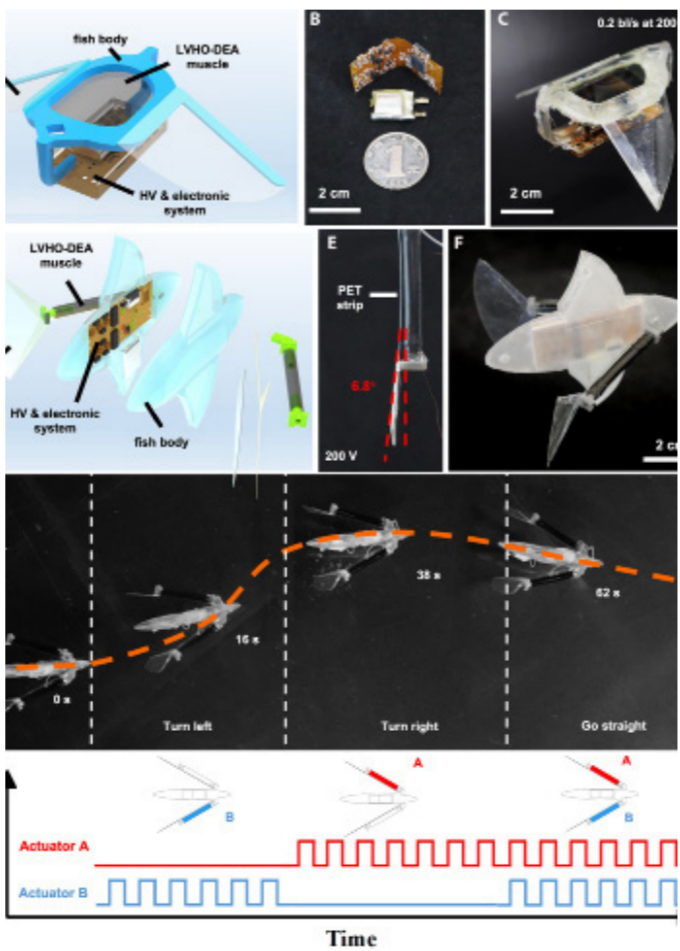 fish body
LVHO-DEA
muscle
HV & electronic
system
B
2 cm
1
C
0.2 bl/s at 200
LVHO-DEA
muscle
HV & electronic
system
fish body
E
PET
strip
6.8°
200 V
F
2 c
0 s
16 s
38 s
62 s
Turn left
Turn right
Go straight
A
A
B
B
Actuator A
Actuator B
Time